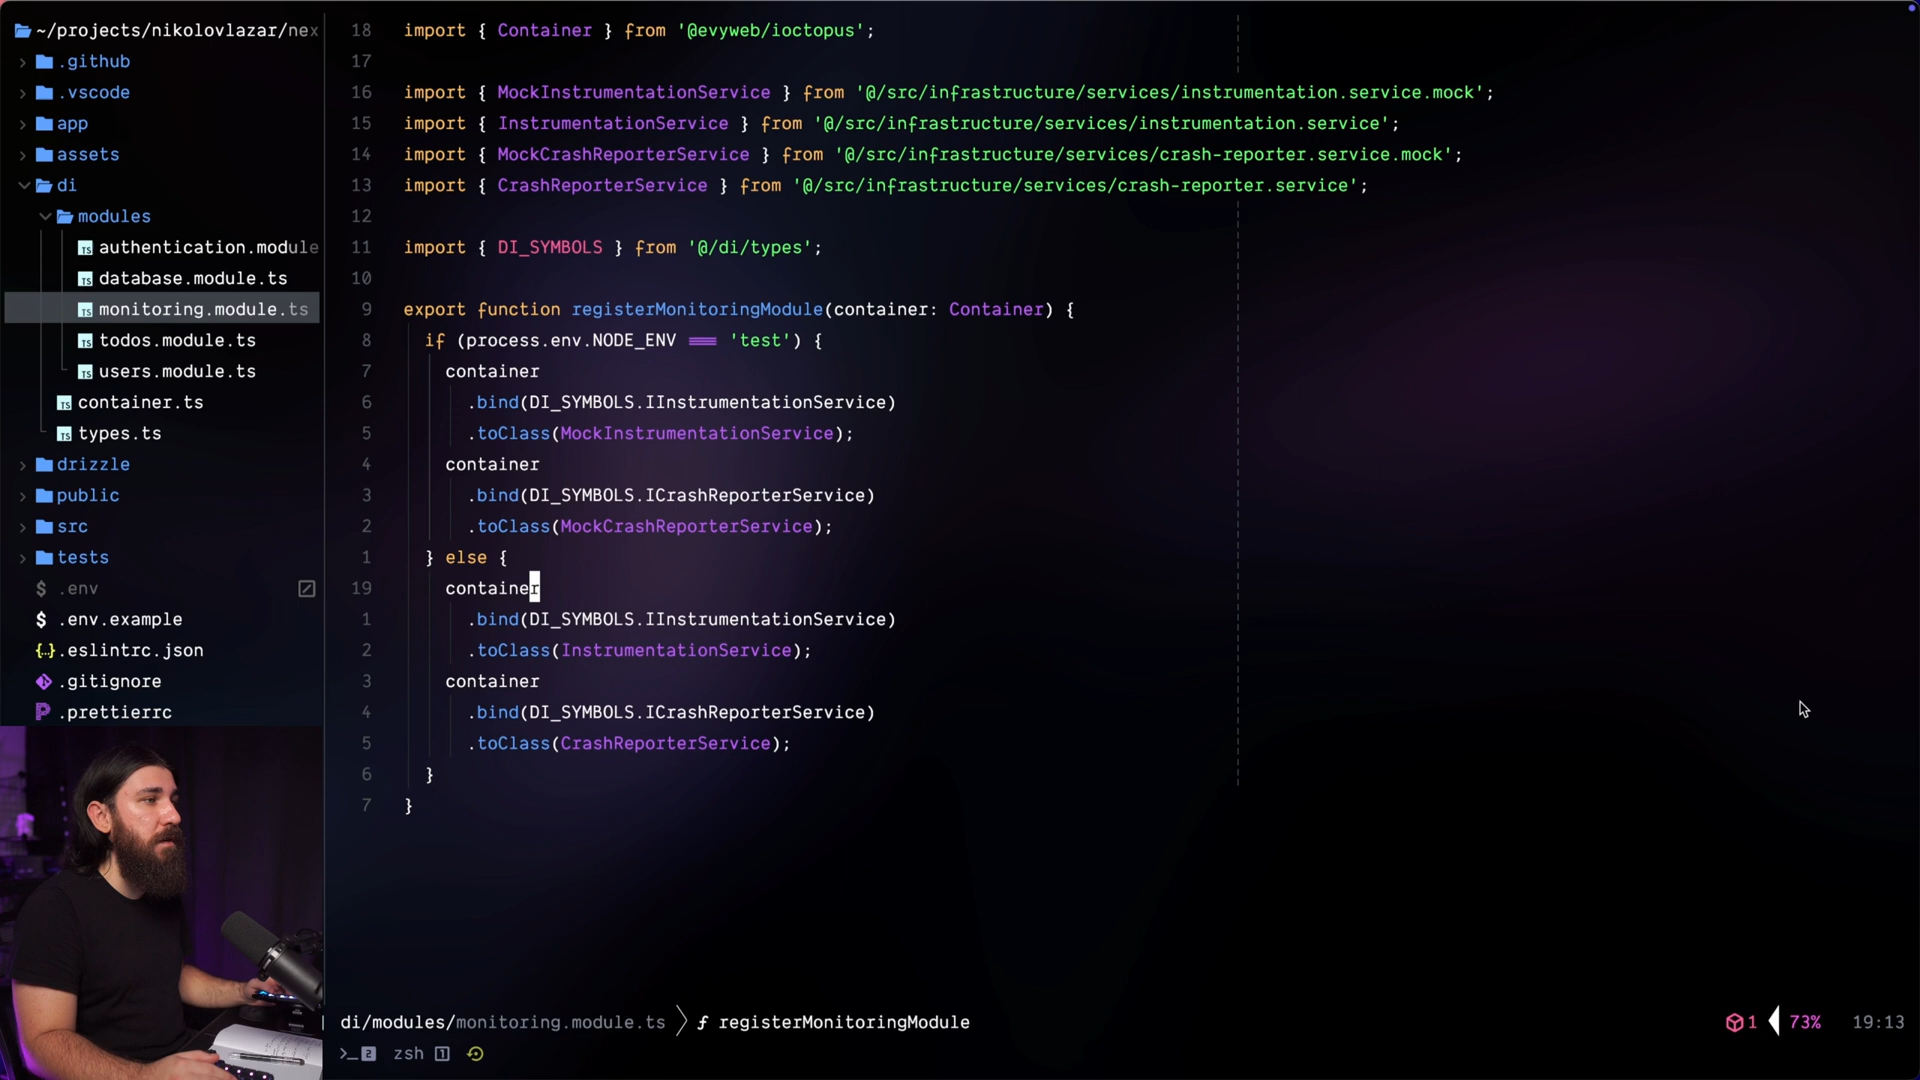 ~/projects/nikolovlazar/nex
.github
.vscode
app
assets
di
modules
authentication.module
database.module.ts
monitoring.module.ts
todos.module.ts
users.module.ts
container.ts
types.ts
drizzle
public
src
tests
$ .env
$ .env.example
{..} .eslintrc.json
.gitignore
.prettierrc
18 import { Container } from '@evyweb/ioctopus';
17
16 import { MockInstrumentationService } from '@/src/infrastructure/services/instrumentation.service.mock';
15 import { InstrumentationService } from '@/src/infrastructure/services/instrumentation.service';
14 import { MockCrashReporterService } from '@/src/infrastructure/services/crash-reporter.service.mock';
13 import { CrashReporterService } from '@/src/infrastructure/services/crash-reporter.service';
12
11 import { DI_SYMBOLS } from '@/di/types';
10
9 export function registerMonitoringModule(container: Container) {
8 if (process.env.NODE_ENV === 'test') {
7 container
6 .bind(DI_SYMBOLS.IInstrumentationService)
5 .toClass(MockInstrumentationService);
4 container
3 .bind(DI_SYMBOLS.ICrashReporterService)
2 .toClass(MockCrashReporterService);
1 } else {
19 container
1 .bind(DI_SYMBOLS.IInstrumentationService)
2 .toClass(InstrumentationService);
3 container
4 .bind(DI_SYMBOLS.ICrashReporterService)
5 .toClass(CrashReporterService);
6 }
7 }
di/modules/monitoring.module.ts > ƒ registerMonitoringModule
1 73% 19:13
>_ 2 zsh 1